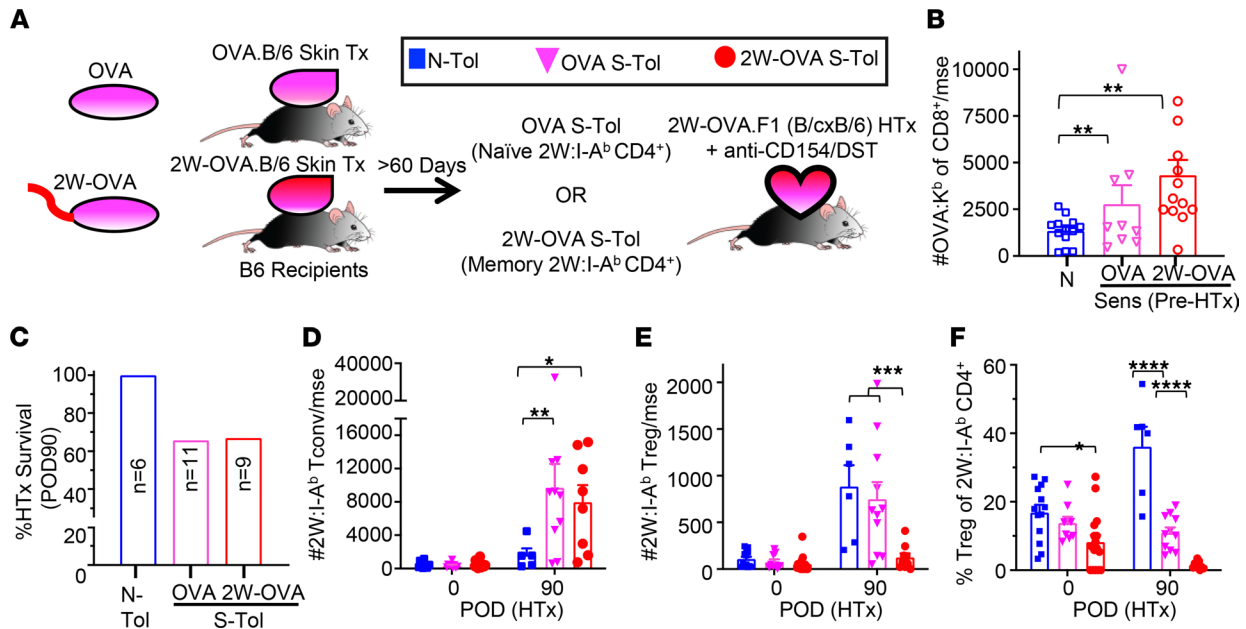 A
OVA
OVA.B/6 Skin Tx
2W-OVA
2W-OVA.B/6 Skin Tx
B6 Recipients
>60 Days
N-Tol
OVA S-Tol
2W-OVA S-Tol
OVA S-Tol
(Naïve 2W:I-Aᵇ CD4⁺)
OR
2W-OVA S-Tol
(Memory 2W:I-Aᵇ CD4⁺)
2W-OVA.F1 (B/cxB/6) HTx
+ anti-CD154/DST
B
#OVA:Kᵇ of CD8⁺/mse
10000
7500
5000
2500
0
**
**
N
OVA
2W-OVA
Sens (Pre-HTx)
C
%HTx Survival
(POD90)
100
80
60
40
20
0
n=6
n=11
n=9
N-
Tol
OVA 2W-OVA
S-Tol
D
#2W:I-Aᵇ Tconv/mse
40000
30000
20000
16000
12000
8000
4000
0
*
**
0
90
POD (HTx)
E
#2W:I-Aᵇ Treg/mse
2000
1500
1000
500
0
***
0
90
POD (HTx)
F
% Treg of 2W:I-Aᵇ CD4⁺
60
40
20
0
*
****
****
0
90
POD (HTx)